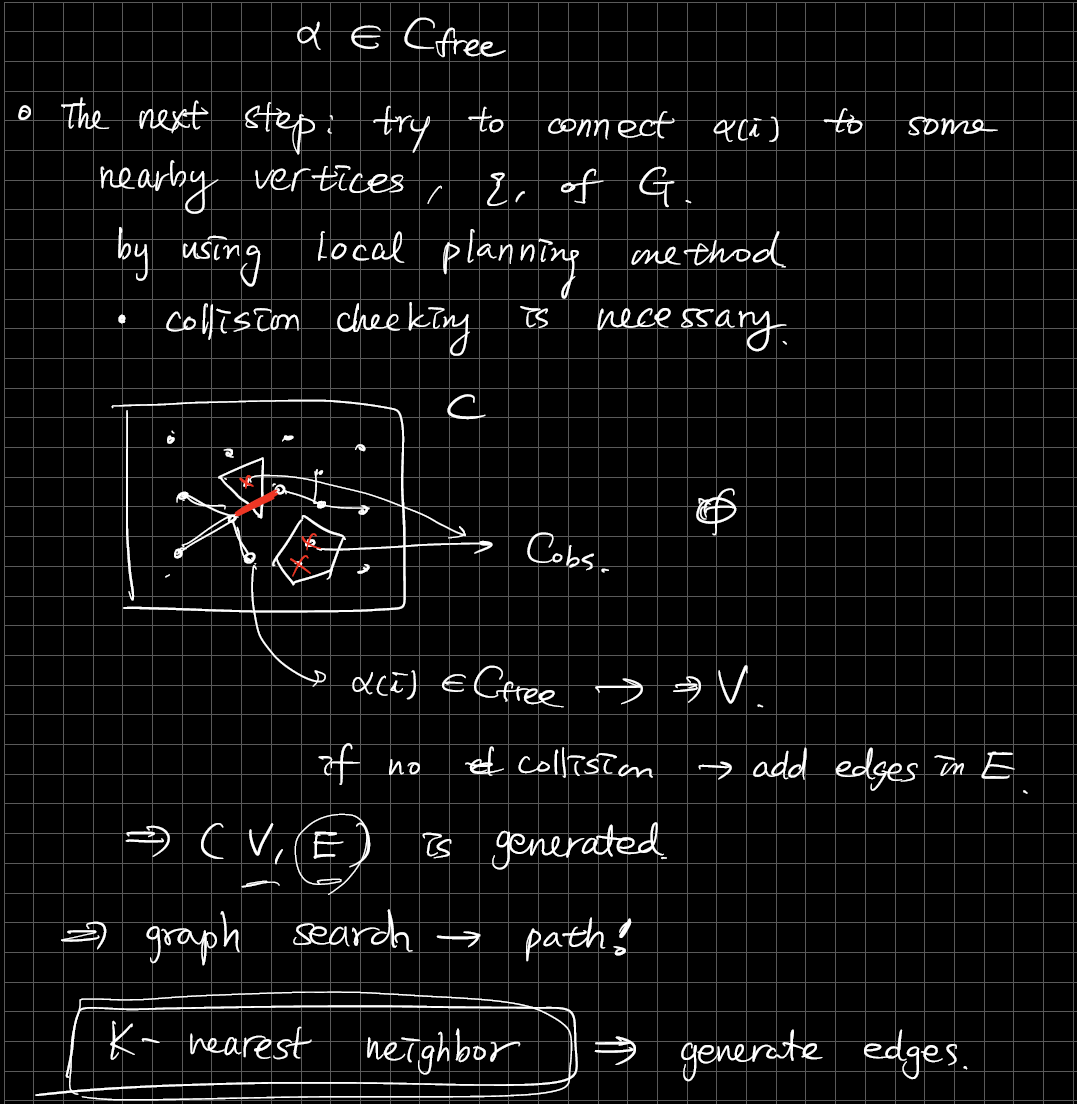 α ∈ Cfree
◦ The next step: try to connect α(i) to some
nearby vertices, q, of G.
by using local planning method
• collision checking is necessary.
C
Cobs.
α(i) ∈ Cfree → ⇒ V.
if no collision → add edges in E.
⇒ (V, E) is generated.
⇒ graph search → path!
K- nearest neighbor ⇒ generate edges.